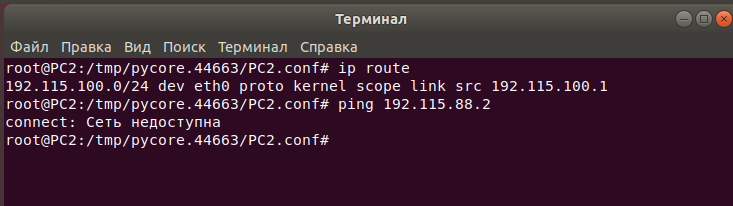 Терминал
Файл Правка Вид Поиск Терминал Справка
root@PC2:/tmp/pycore.44663/PC2.conf# ip route
192.115.100.0/24 dev eth0 proto kernel scope link src 192.115.100.1
root@PC2:/tmp/pycore.44663/PC2.conf# ping 192.115.88.2
connect: Сеть недоступна
root@PC2:/tmp/pycore.44663/PC2.conf#